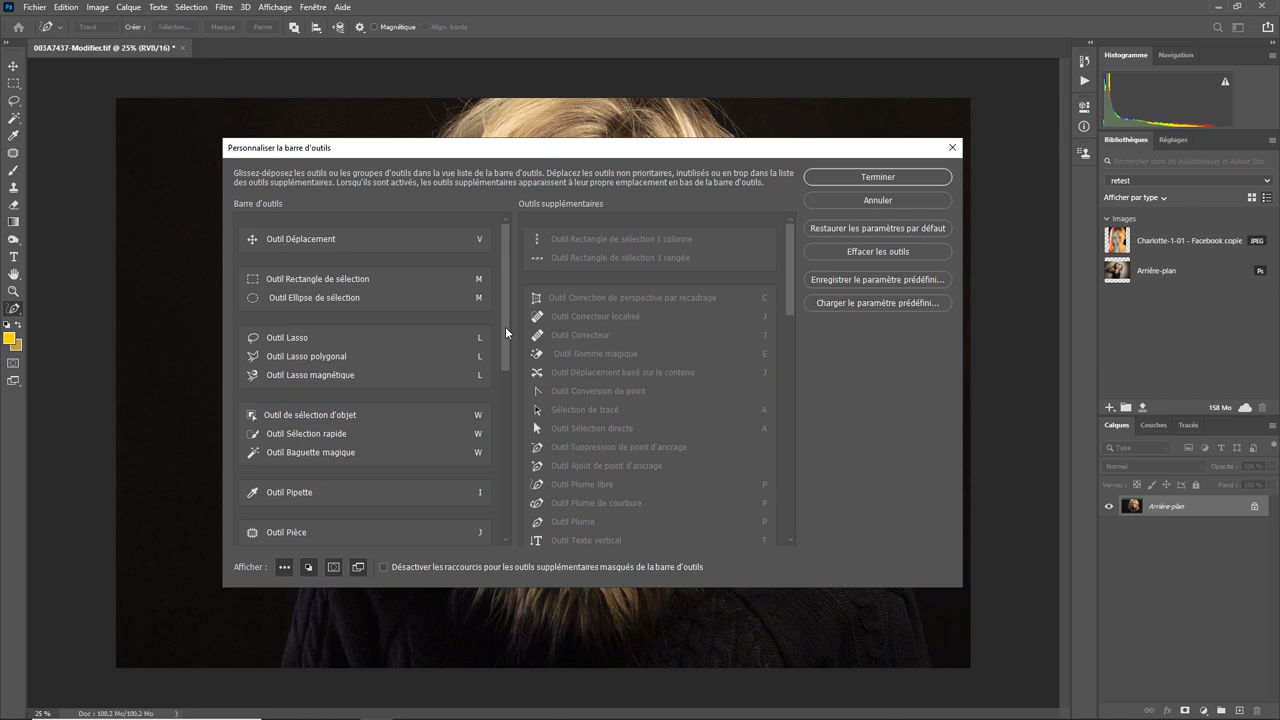 Ps Fichier Edition Image Calque Texte Sélection Filtre 3D Affichage Fenêtre Aide
Tracé Créer : Sélection... Masque Forme Magnétique Align. bords
003A7437-Modifier.tif @ 25% (RVB/16) *
Histogramme Navigation
Personnaliser la barre d'outils
Glissez-déposez les outils ou les groupes d'outils dans la vue liste de la barre d'outils. Déplacez les outils non prioritaires, inutilisés ou en trop dans la liste
des outils supplémentaires. Lorsqu'ils sont activés, les outils supplémentaires apparaissent à leur propre emplacement en bas de la barre d'outils.
Barre d'outils
Outil Déplacement V
Outil Rectangle de sélection M
Outil Ellipse de sélection M
Outil Lasso L
Outil Lasso polygonal L
Outil Lasso magnétique L
Outil de sélection d'objet W
Outil Sélection rapide W
Outil Baguette magique W
Outil Pipette I
Outil Pièce J
Outils supplémentaires
Outil Rectangle de sélection 1 colonne
Outil Rectangle de sélection 1 rangée
Outil Correction de perspective par recadrage C
Outil Correcteur localisé J
Outil Correcteur J
Outil Gomme magique E
Outil Déplacement basé sur le contenu J
Outil Conversion de point
Sélection de tracé A
Outil Sélection directe A
Outil Suppression de point d'ancrage
Outil Ajout de point d'ancrage
Outil Plume libre P
Outil Plume de courbure P
Outil Plume P
Outil Texte vertical T
Terminer
Annuler
Restaurer les paramètres par défaut
Effacer les outils
Enregistrer le paramètre prédéfini...
Charger le paramètre prédéfini...
Afficher : Désactiver les raccourcis pour les outils supplémentaires masqués de la barre d'outils
Bibliothèques Réglages
Rechercher dans les bibliothèques et Adobe Stoc
retest
Afficher par type
Images
Charlotte-1-01 - Facebook copie JPEG
Arrière-plan Ps
158 Mo
Calques Couches Tracés
Type
Normal Opacité : 100 %
Verrou : Fond : 100 %
Arrière-plan
25 % Doc : 100,2 Mo/100,2 Mo